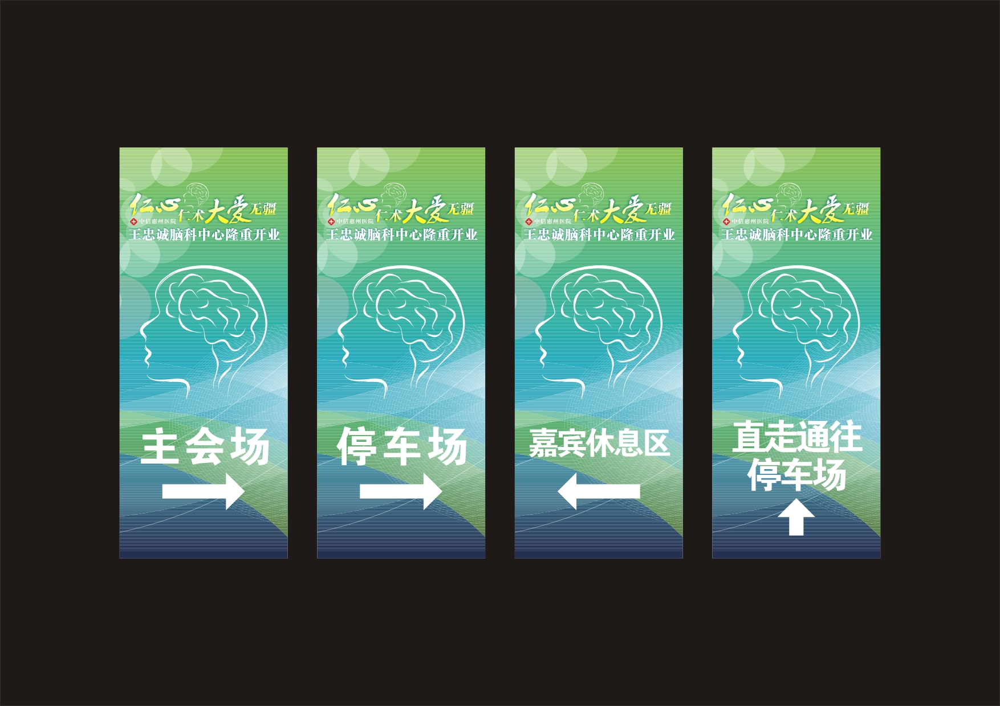 仁心仁术大爱无疆
中信惠州医院
王忠诚脑科中心隆重开业
主会场
仁心仁术大爱无疆
中信惠州医院
王忠诚脑科中心隆重开业
停车场
仁心仁术大爱无疆
中信惠州医院
王忠诚脑科中心隆重开业
嘉宾休息区
仁心仁术大爱无疆
中信惠州医院
王忠诚脑科中心隆重开业
直走通往
停车场